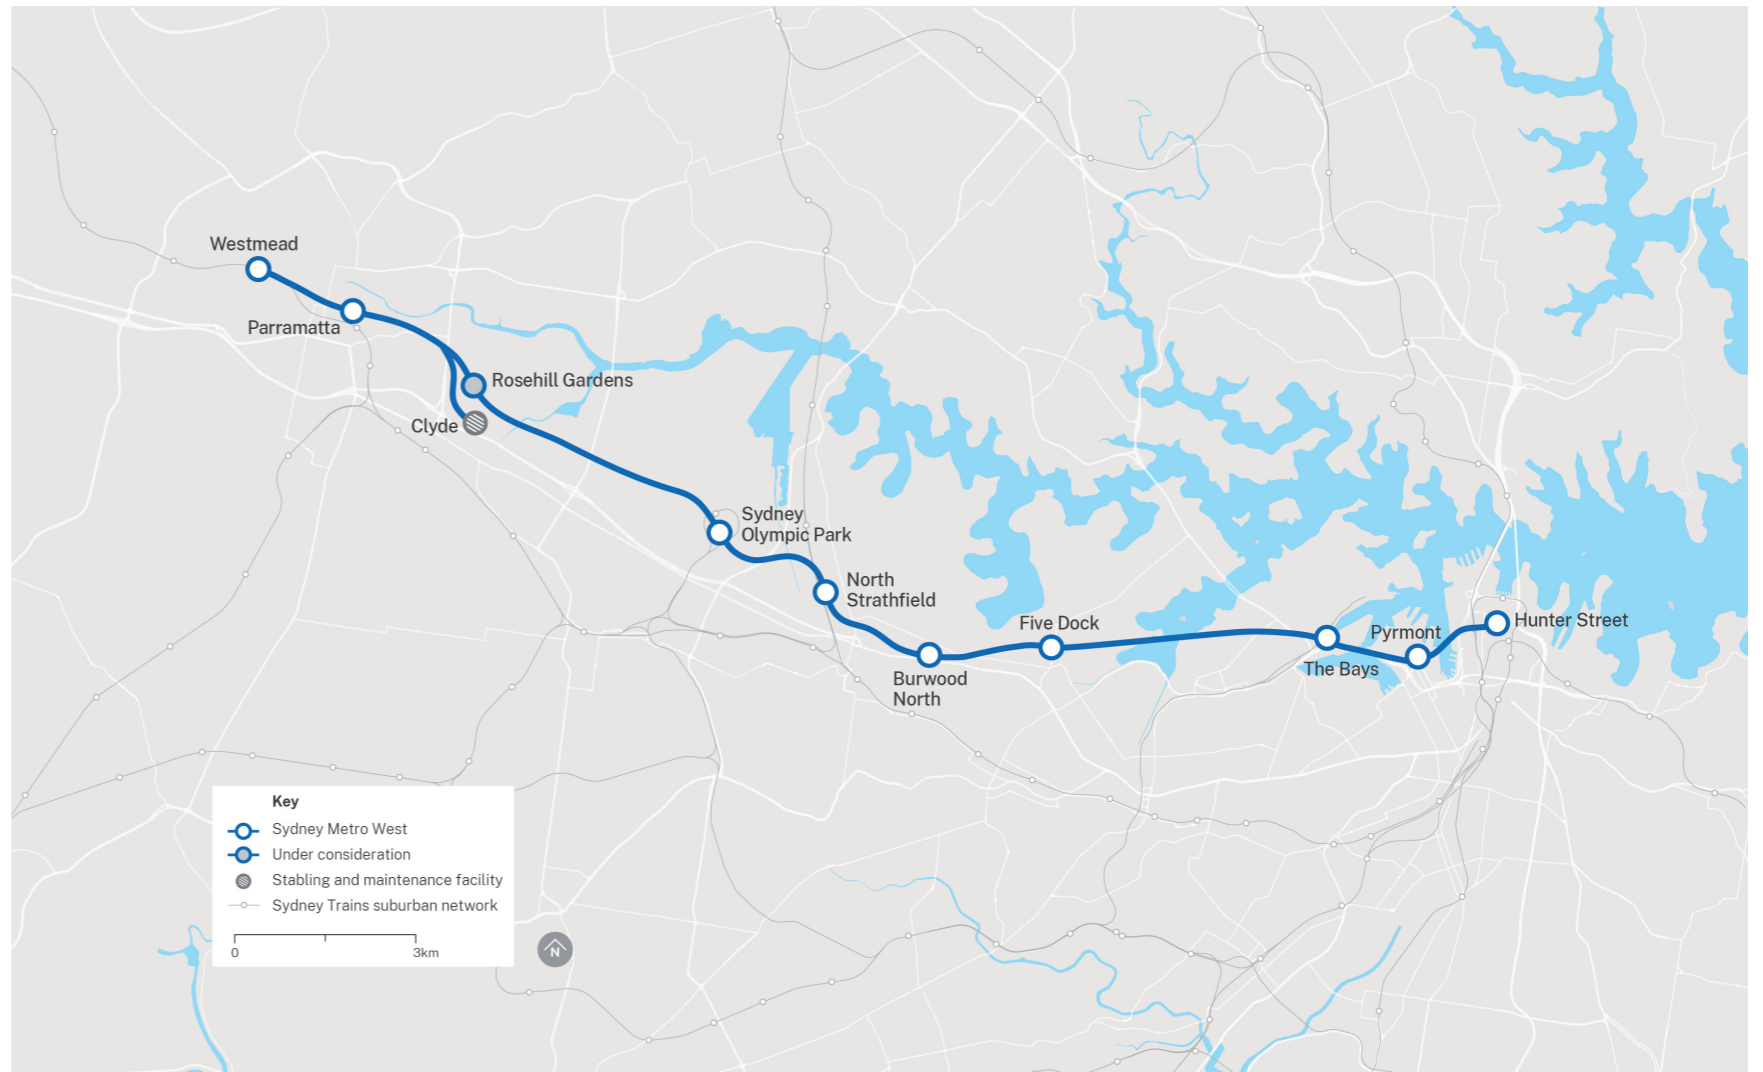 Westmead
Parramatta
Rosehill Gardens
Clyde
Sydney
Olympic Park
North
Strathfield
Burwood
North
Five Dock
The Bays
Pyrmont
Hunter Street
Key
Sydney Metro West
Under consideration
Stabling and maintenance facility
Sydney Trains suburban network
0 3km
N